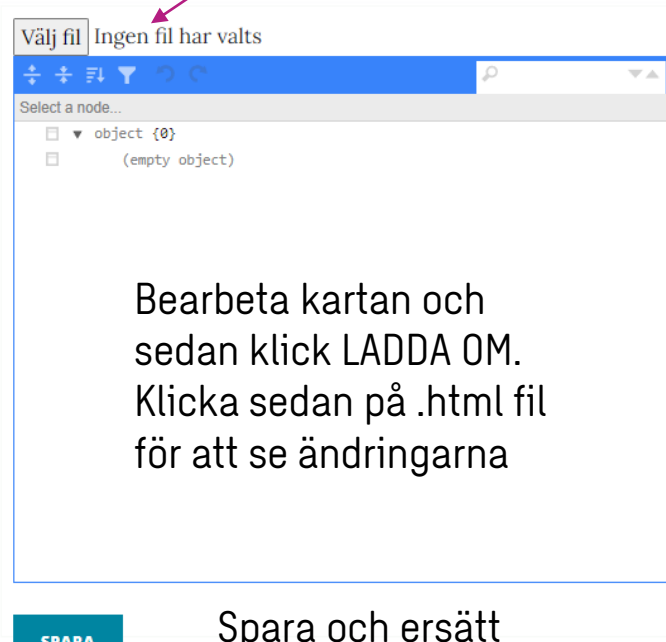 Välj fil Ingen fil har valts
Select a node...
object {0}
(empty object)
Bearbeta kartan och
sedan klick LADDA OM.
Klicka sedan på .html fil
för att se ändringarna
Spara och ersätt
SPARA